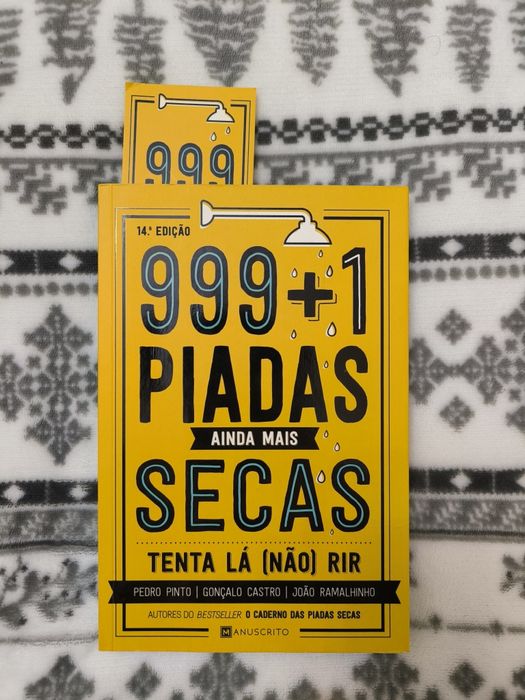 999
14.ª EDIÇÃO
999+1
PIADAS
AINDA MAIS
SECAS
TENTA LÁ (NÃO) RIR
PEDRO PINTO | GONÇALO CASTRO | JOÃO RAMALHINHO
AUTORES DO BESTSELLER O CADERNO DAS PIADAS SECAS
MANUSCRITO